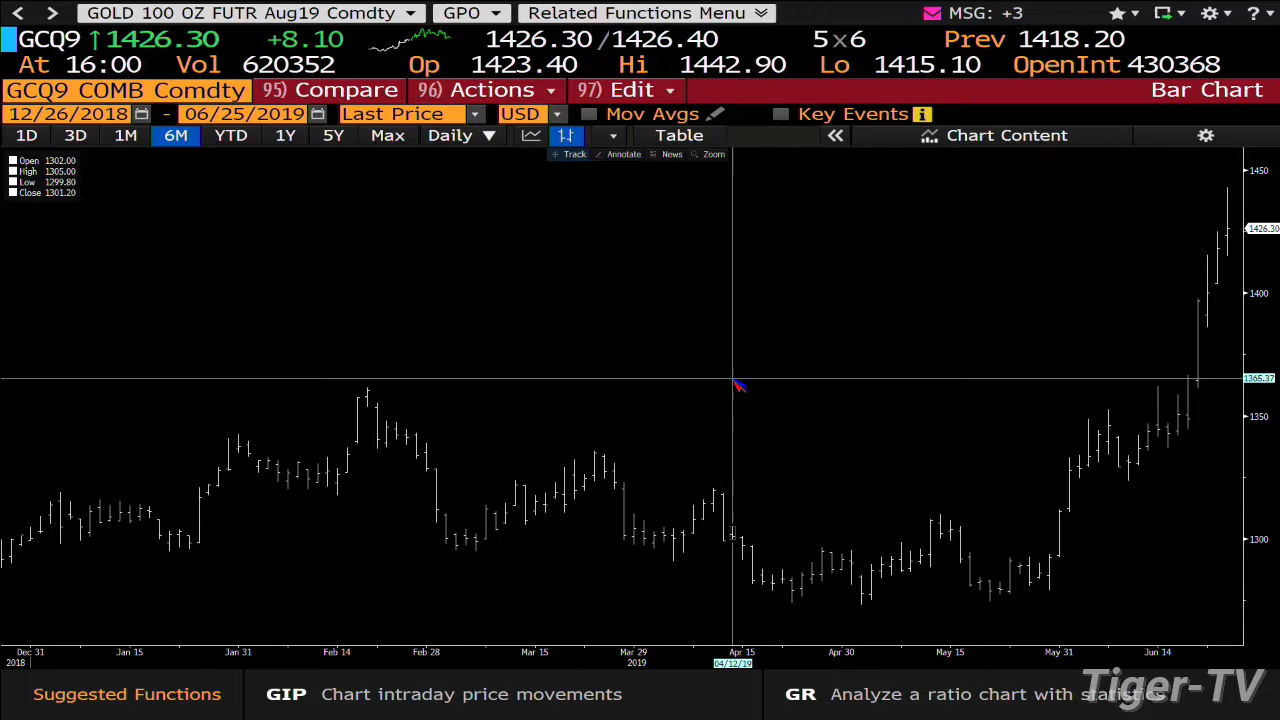 GOLD 100 OZ FUTR Aug19 Comdty GPO Related Functions Menu MSG: +3 ?
GCQ9 ↑1426.30 +8.10 1426.30 /1426.40 5x6 Prev 1418.20
At 16:00 Vol 620352 Op 1423.40 Hi 1442.90 Lo 1415.10 OpenInt 430368
GCQ9 COMB Comdty 95) Compare 96) Actions 97) Edit Bar Chart
12/26/2018 - 06/25/2019 Last Price USD Mov Avgs Key Events i
1D 3D 1M 6M YTD 1Y 5Y Max Daily ▼ Table « Chart Content
Track Annotate News Zoom
Open 1302.00
High 1305.00
Low 1299.80
Close 1301.20
1450
1426.30
1400
1365.37
1350
1300
Dec 31 Jan 15 Jan 31 Feb 14 Feb 28 Mar 15 Mar 29 Apr 15 Apr 30 May 15 May 31 Jun 14
2018 2019 04/12/19
Suggested Functions GIP Chart intraday price movements GR Analyze a ratio chart with statistics
Tiger-TV